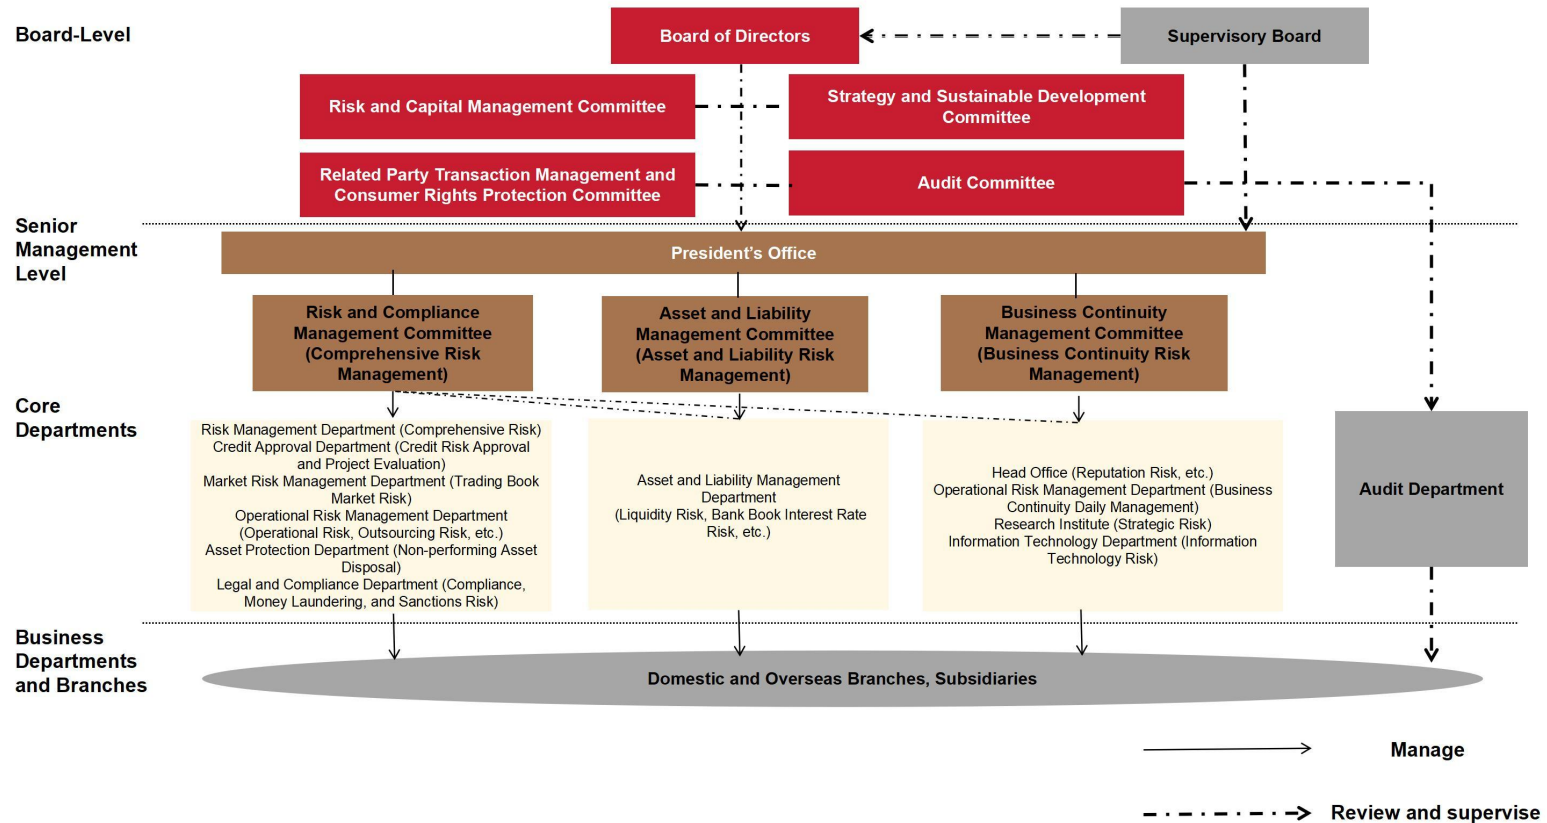 Board-Level
Board of Directors
Supervisory Board
Risk and Capital Management Committee
Strategy and Sustainable Development
Committee
Related Party Transaction Management and
Consumer Rights Protection Committee
Audit Committee
Senior
Management
Level
President’s Office
Risk and Compliance
Management Committee
(Comprehensive Risk
Management)
Asset and Liability
Management Committee
(Asset and Liability Risk
Management)
Business Continuity
Management Committee
(Business Continuity Risk
Management)
Core
Departments
Risk Management Department (Comprehensive Risk)
Credit Approval Department (Credit Risk Approval
and Project Evaluation)
Market Risk Management Department (Trading Book
Market Risk)
Operational Risk Management Department
(Operational Risk, Outsourcing Risk, etc.)
Asset Protection Department (Non-performing Asset
Disposal)
Legal and Compliance Department (Compliance,
Money Laundering, and Sanctions Risk)
Asset and Liability Management
Department
(Liquidity Risk, Bank Book Interest Rate
Risk, etc.)
Head Office (Reputation Risk, etc.)
Operational Risk Management Department (Business
Continuity Daily Management)
Research Institute (Strategic Risk)
Information Technology Department (Information
Technology Risk)
Audit Department
Business
Departments
and Branches
Domestic and Overseas Branches, Subsidiaries
Manage
Review and supervise